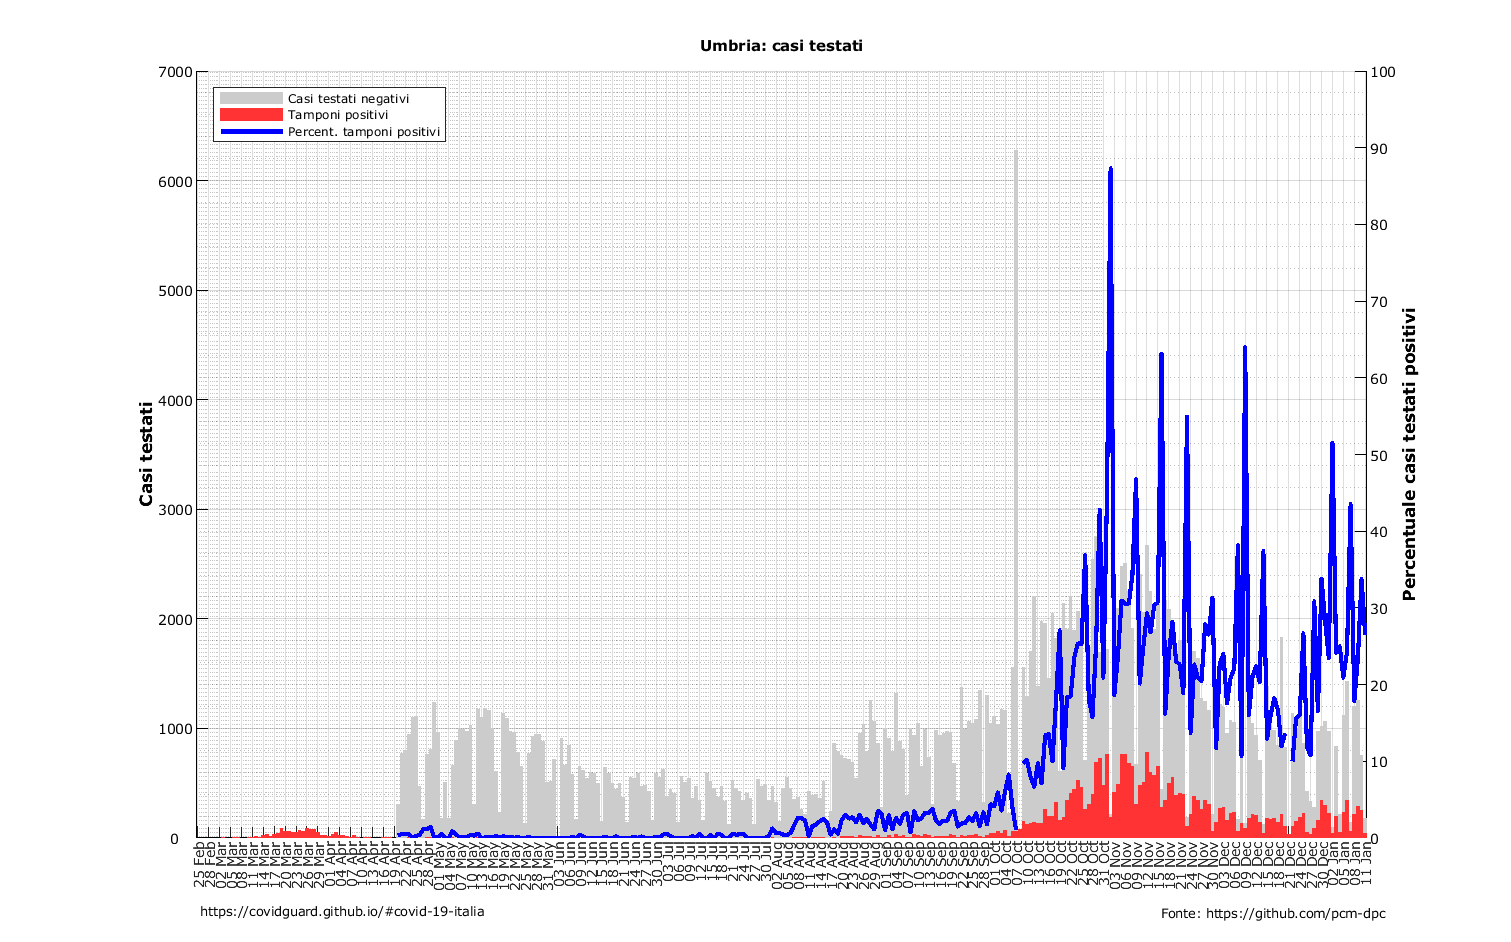 Umbria: casi testati
7000
6000
5000
4000
3000
2000
1000
0
Casi testati
Casi testati negativi
Tamponi positivi
Percent. tamponi positivi
100
90
80
70
60
50
40
30
20
10
0
Percentuale casi testati positivi
25 Feb
28 Feb
02 Mar
05 Mar
08 Mar
11 Mar
14 Mar
17 Mar
20 Mar
23 Mar
26 Mar
29 Mar
01 Apr
04 Apr
07 Apr
10 Apr
13 Apr
16 Apr
19 Apr
22 Apr
25 Apr
28 Apr
01 May
04 May
07 May
10 May
13 May
16 May
19 May
22 May
25 May
28 May
31 May
03 Jun
06 Jun
09 Jun
12 Jun
15 Jun
18 Jun
21 Jun
24 Jun
27 Jun
30 Jun
03 Jul
06 Jul
09 Jul
12 Jul
15 Jul
18 Jul
21 Jul
24 Jul
27 Jul
30 Jul
02 Aug
05 Aug
08 Aug
11 Aug
14 Aug
17 Aug
20 Aug
23 Aug
26 Aug
29 Aug
01 Sep
04 Sep
07 Sep
10 Sep
13 Sep
16 Sep
19 Sep
22 Sep
25 Sep
28 Sep
01 Oct
04 Oct
07 Oct
10 Oct
13 Oct
16 Oct
19 Oct
22 Oct
25 Oct
28 Oct
31 Oct
03 Nov
06 Nov
09 Nov
12 Nov
15 Nov
18 Nov
21 Nov
24 Nov
27 Nov
30 Nov
03 Dec
06 Dec
09 Dec
12 Dec
15 Dec
18 Dec
21 Dec
24 Dec
27 Dec
30 Dec
02 Jan
05 Jan
08 Jan
11 Jan
https://covidguard.github.io/#covid-19-italia
Fonte: https://github.com/pcm-dpc